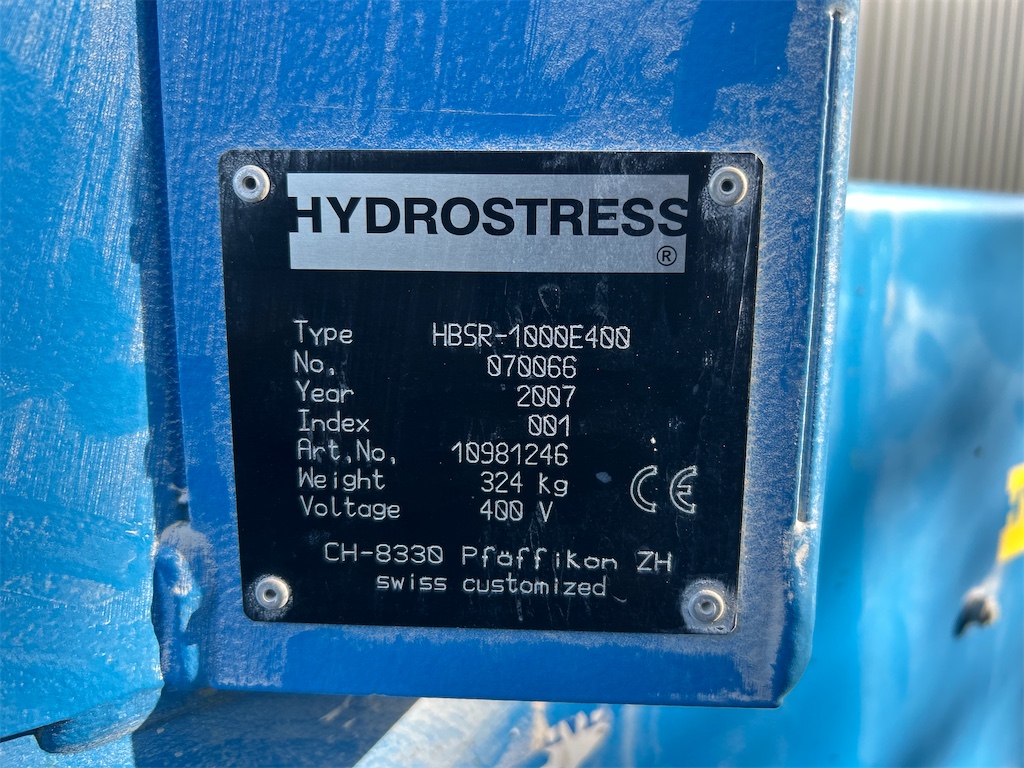 HYDROSTRESS
®
Type HBSR-1000E400
No. 070066
Year 2007
Index 001
Art.No. 10981246
Weight 324 kg
Voltage 400 V
CE
CH-8330 Pfäffikon ZH
swiss customized